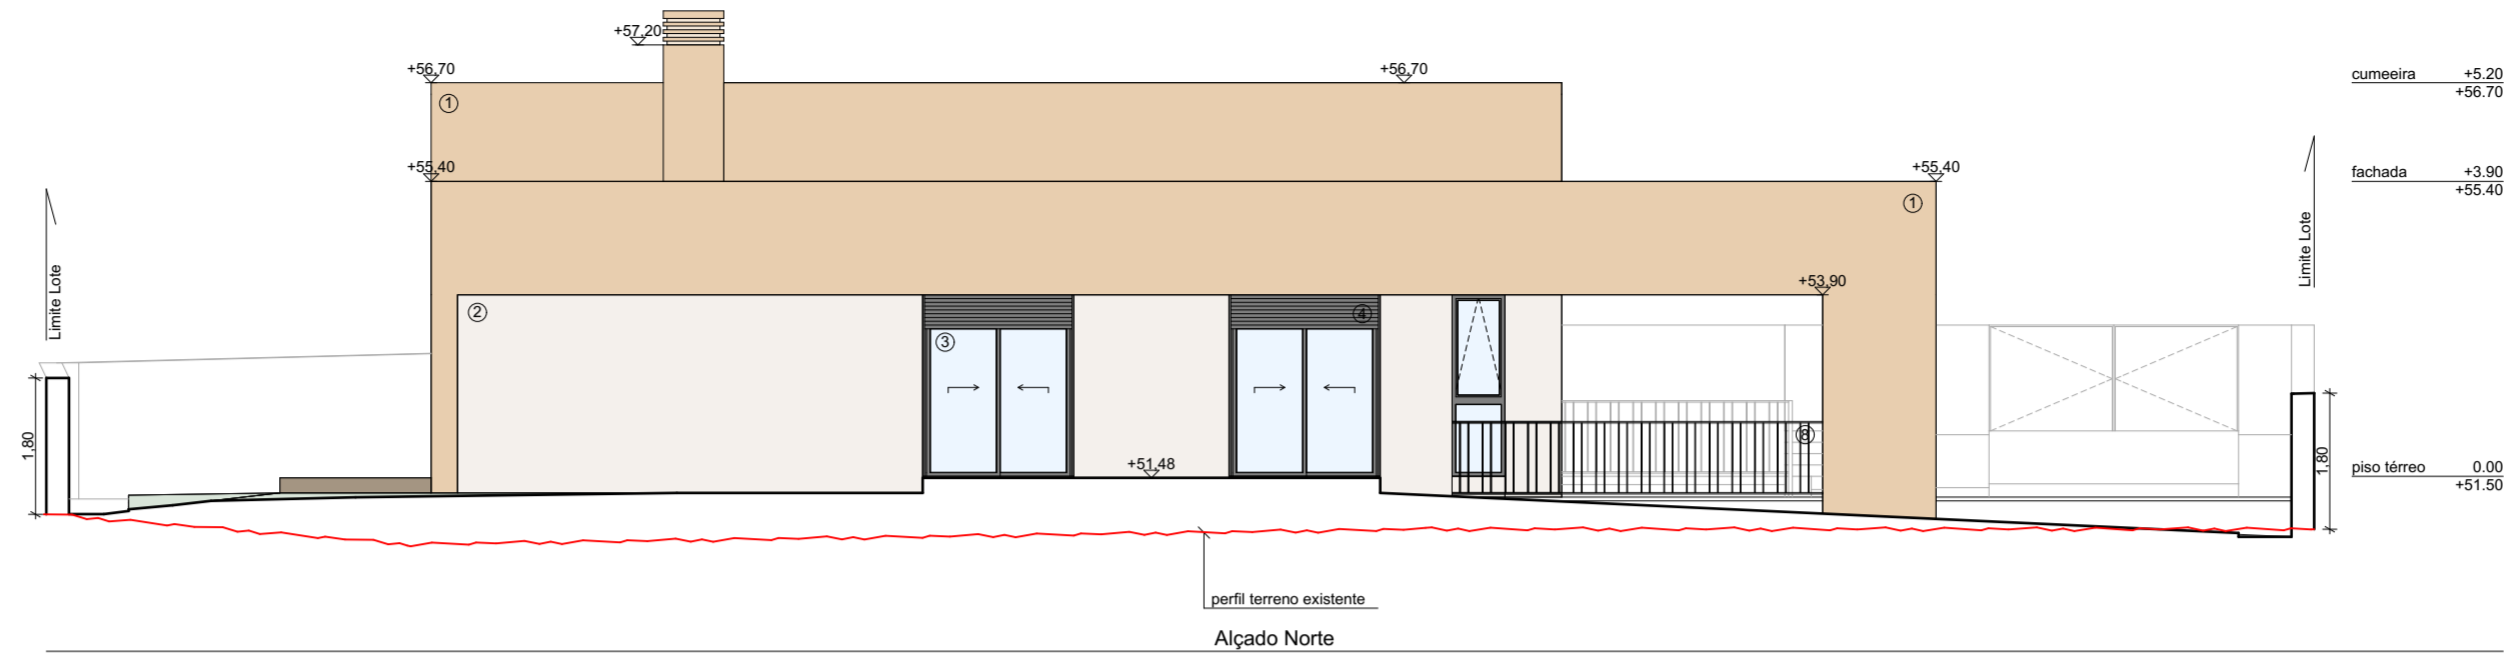 +57,20
+56,70
+56,70
cumeeira +5.20
+56.70
1
+55,40
+55,40
fachada +3.90
+55.40
1
Limite Lote
Limite Lote
+53,90
2
4
3
8
1,80
1,80
+51,48
piso térreo 0.00
+51.50
perfil terreno existente
Alçado Norte